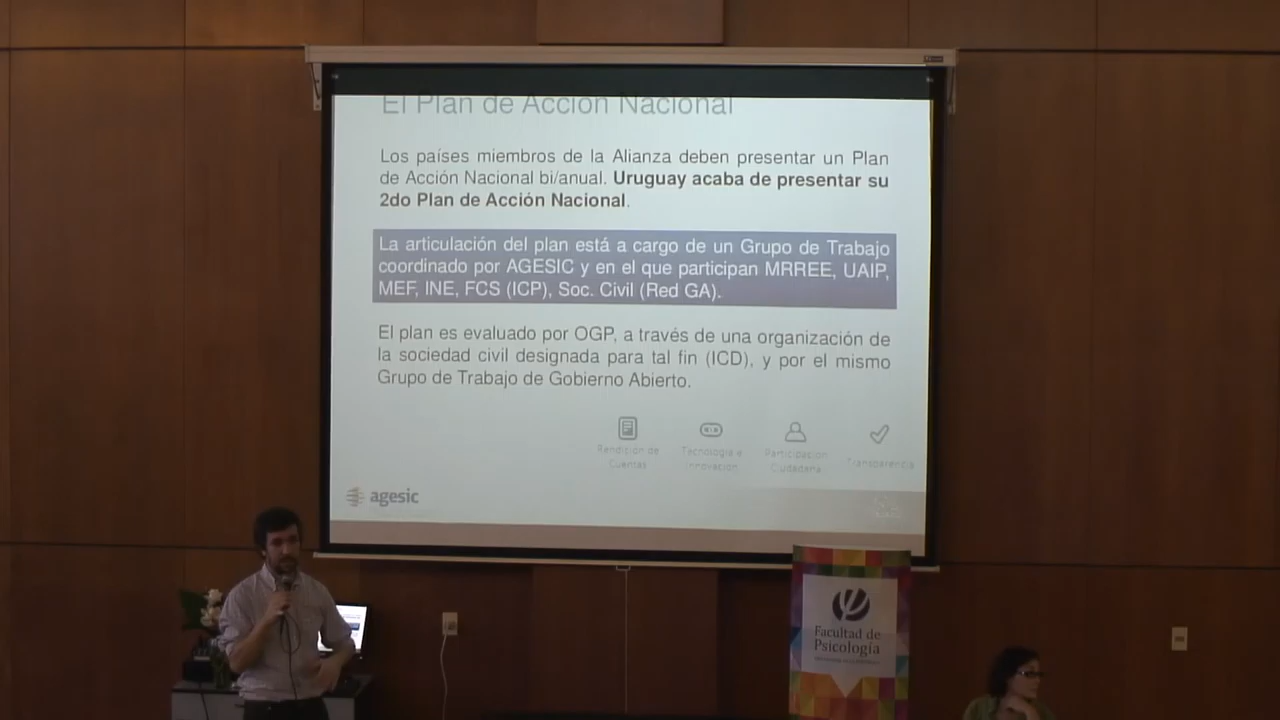 El Plan de Acción Nacional
Los países miembros de la Alianza deben presentar un Plan
de Acción Nacional bi/anual. Uruguay acaba de presentar su
2do Plan de Acción Nacional.
La articulación del plan está a cargo de un Grupo de Trabajo
coordinado por AGESIC y en el que participan MRREE, UAIP,
MEF, INE, FCS (ICP), Soc. Civil (Red GA).
El plan es evaluado por OGP, a través de una organización de
la sociedad civil designada para tal fin (ICD), y por el mismo
Grupo de Trabajo de Gobierno Abierto.
Rendición de
Cuentas
Tecnología e
Innovación
Participación
Ciudadana
Transparencia
agesic
Facultad de
Psicología